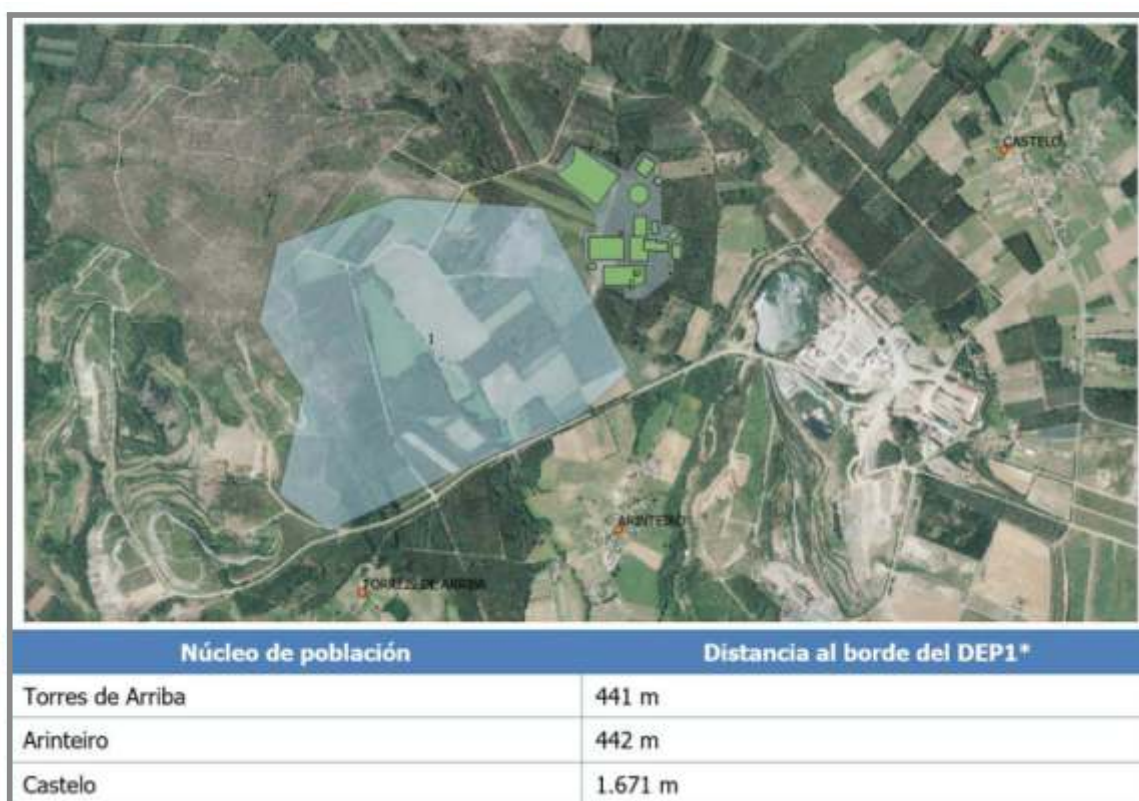 CASTELO
1
ARINTEIRO
TORRES DE ARRIBA
Núcleo de población Distancia al borde del DEP1*
Torres de Arriba 441 m
Arinteiro 442 m
Castelo 1.671 m